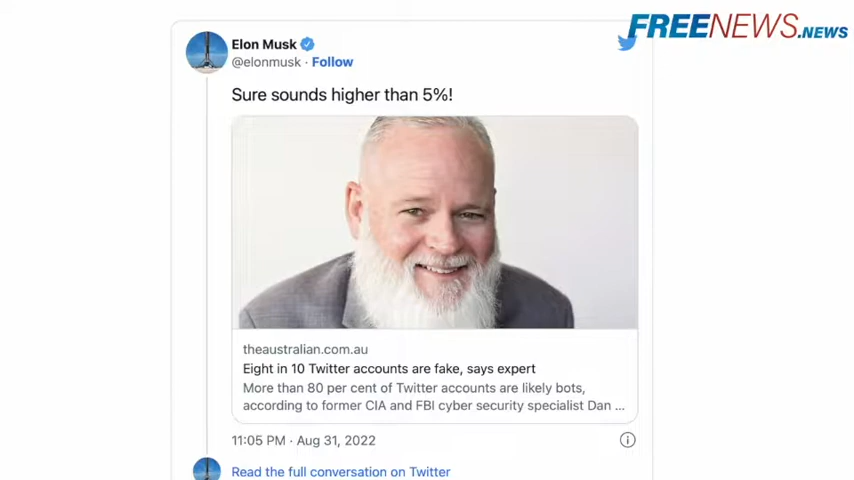 FREENEWS.NEWS
Elon Musk
@elonmusk · Follow
Sure sounds higher than 5%!
theaustralian.com.au
Eight in 10 Twitter accounts are fake, says expert
More than 80 per cent of Twitter accounts are likely bots,
according to former CIA and FBI cyber security specialist Dan ...
11:05 PM · Aug 31, 2022
Read the full conversation on Twitter